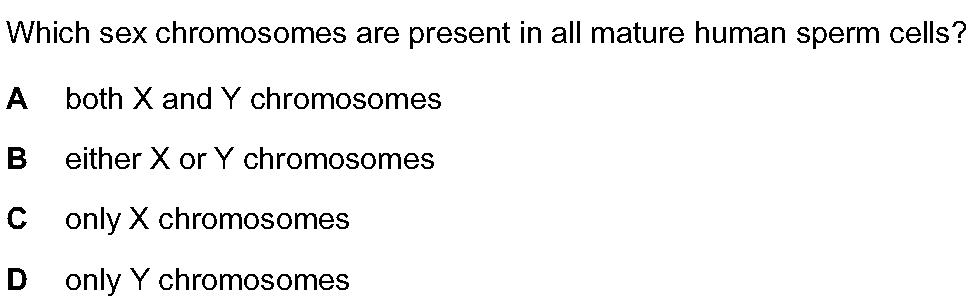 Which sex chromosomes are present in all mature human sperm cells?
A both X and Y chromosomes
B either X or Y chromosomes
C only X chromosomes
D only Y chromosomes